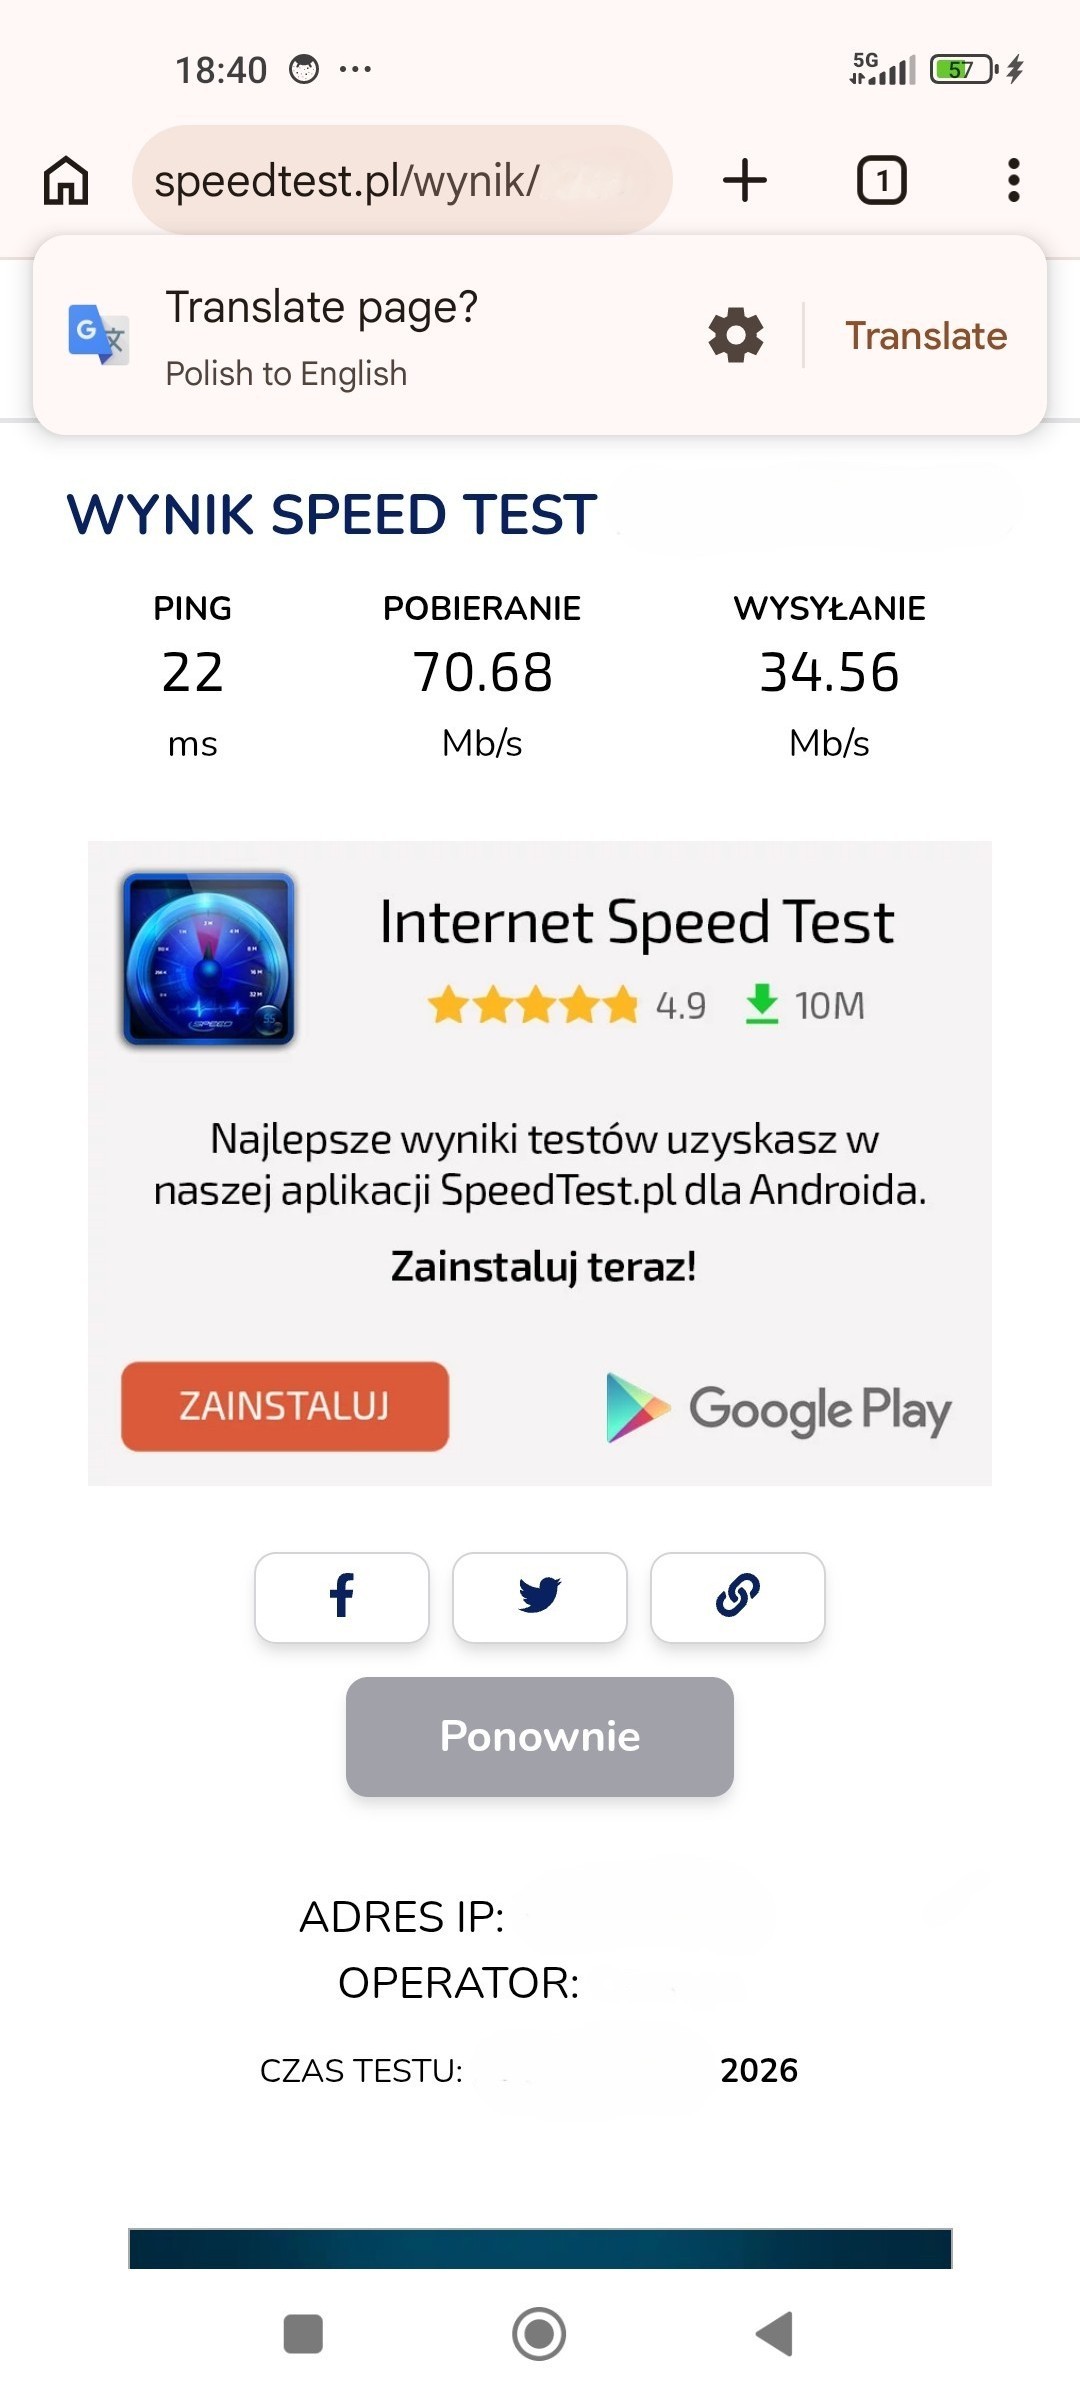 18:40
5G
57
speedtest.pl/wynik/
1
Translate page?
Polish to English
Translate
WYNIK SPEED TEST
PING POBIERANIE WYSYŁANIE
22 70.68 34.56
ms Mb/s Mb/s
Internet Speed Test
4.9 10M
Najlepsze wyniki testów uzyskasz w
naszej aplikacji SpeedTest.pl dla Androida.
Zainstaluj teraz!
ZAINSTALUJ
Google Play
Ponownie
ADRES IP:
OPERATOR:
CZAS TESTU: 2026